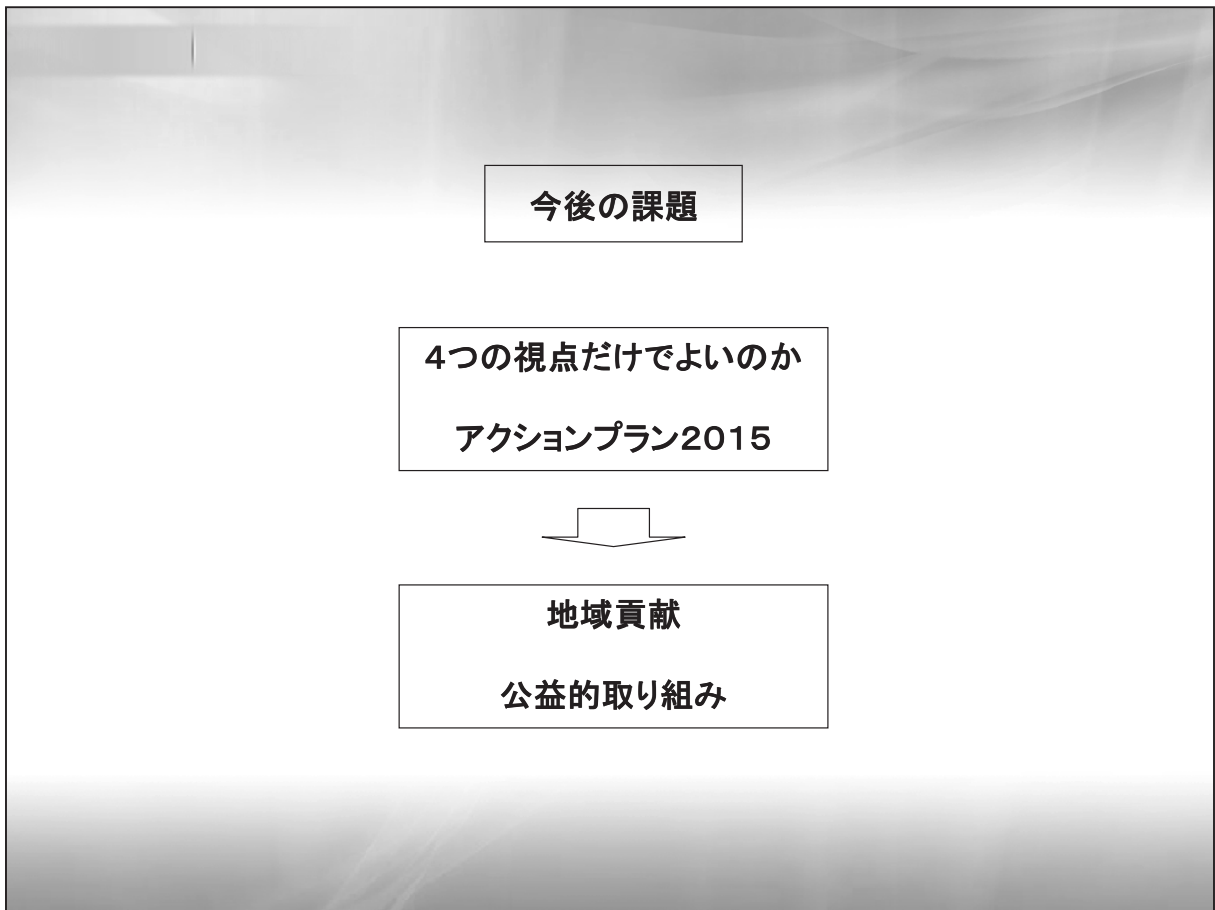 今後の課題
４つの視点だけでよいのか
アクションプラン２０１５
地域貢献
公益的取り組み